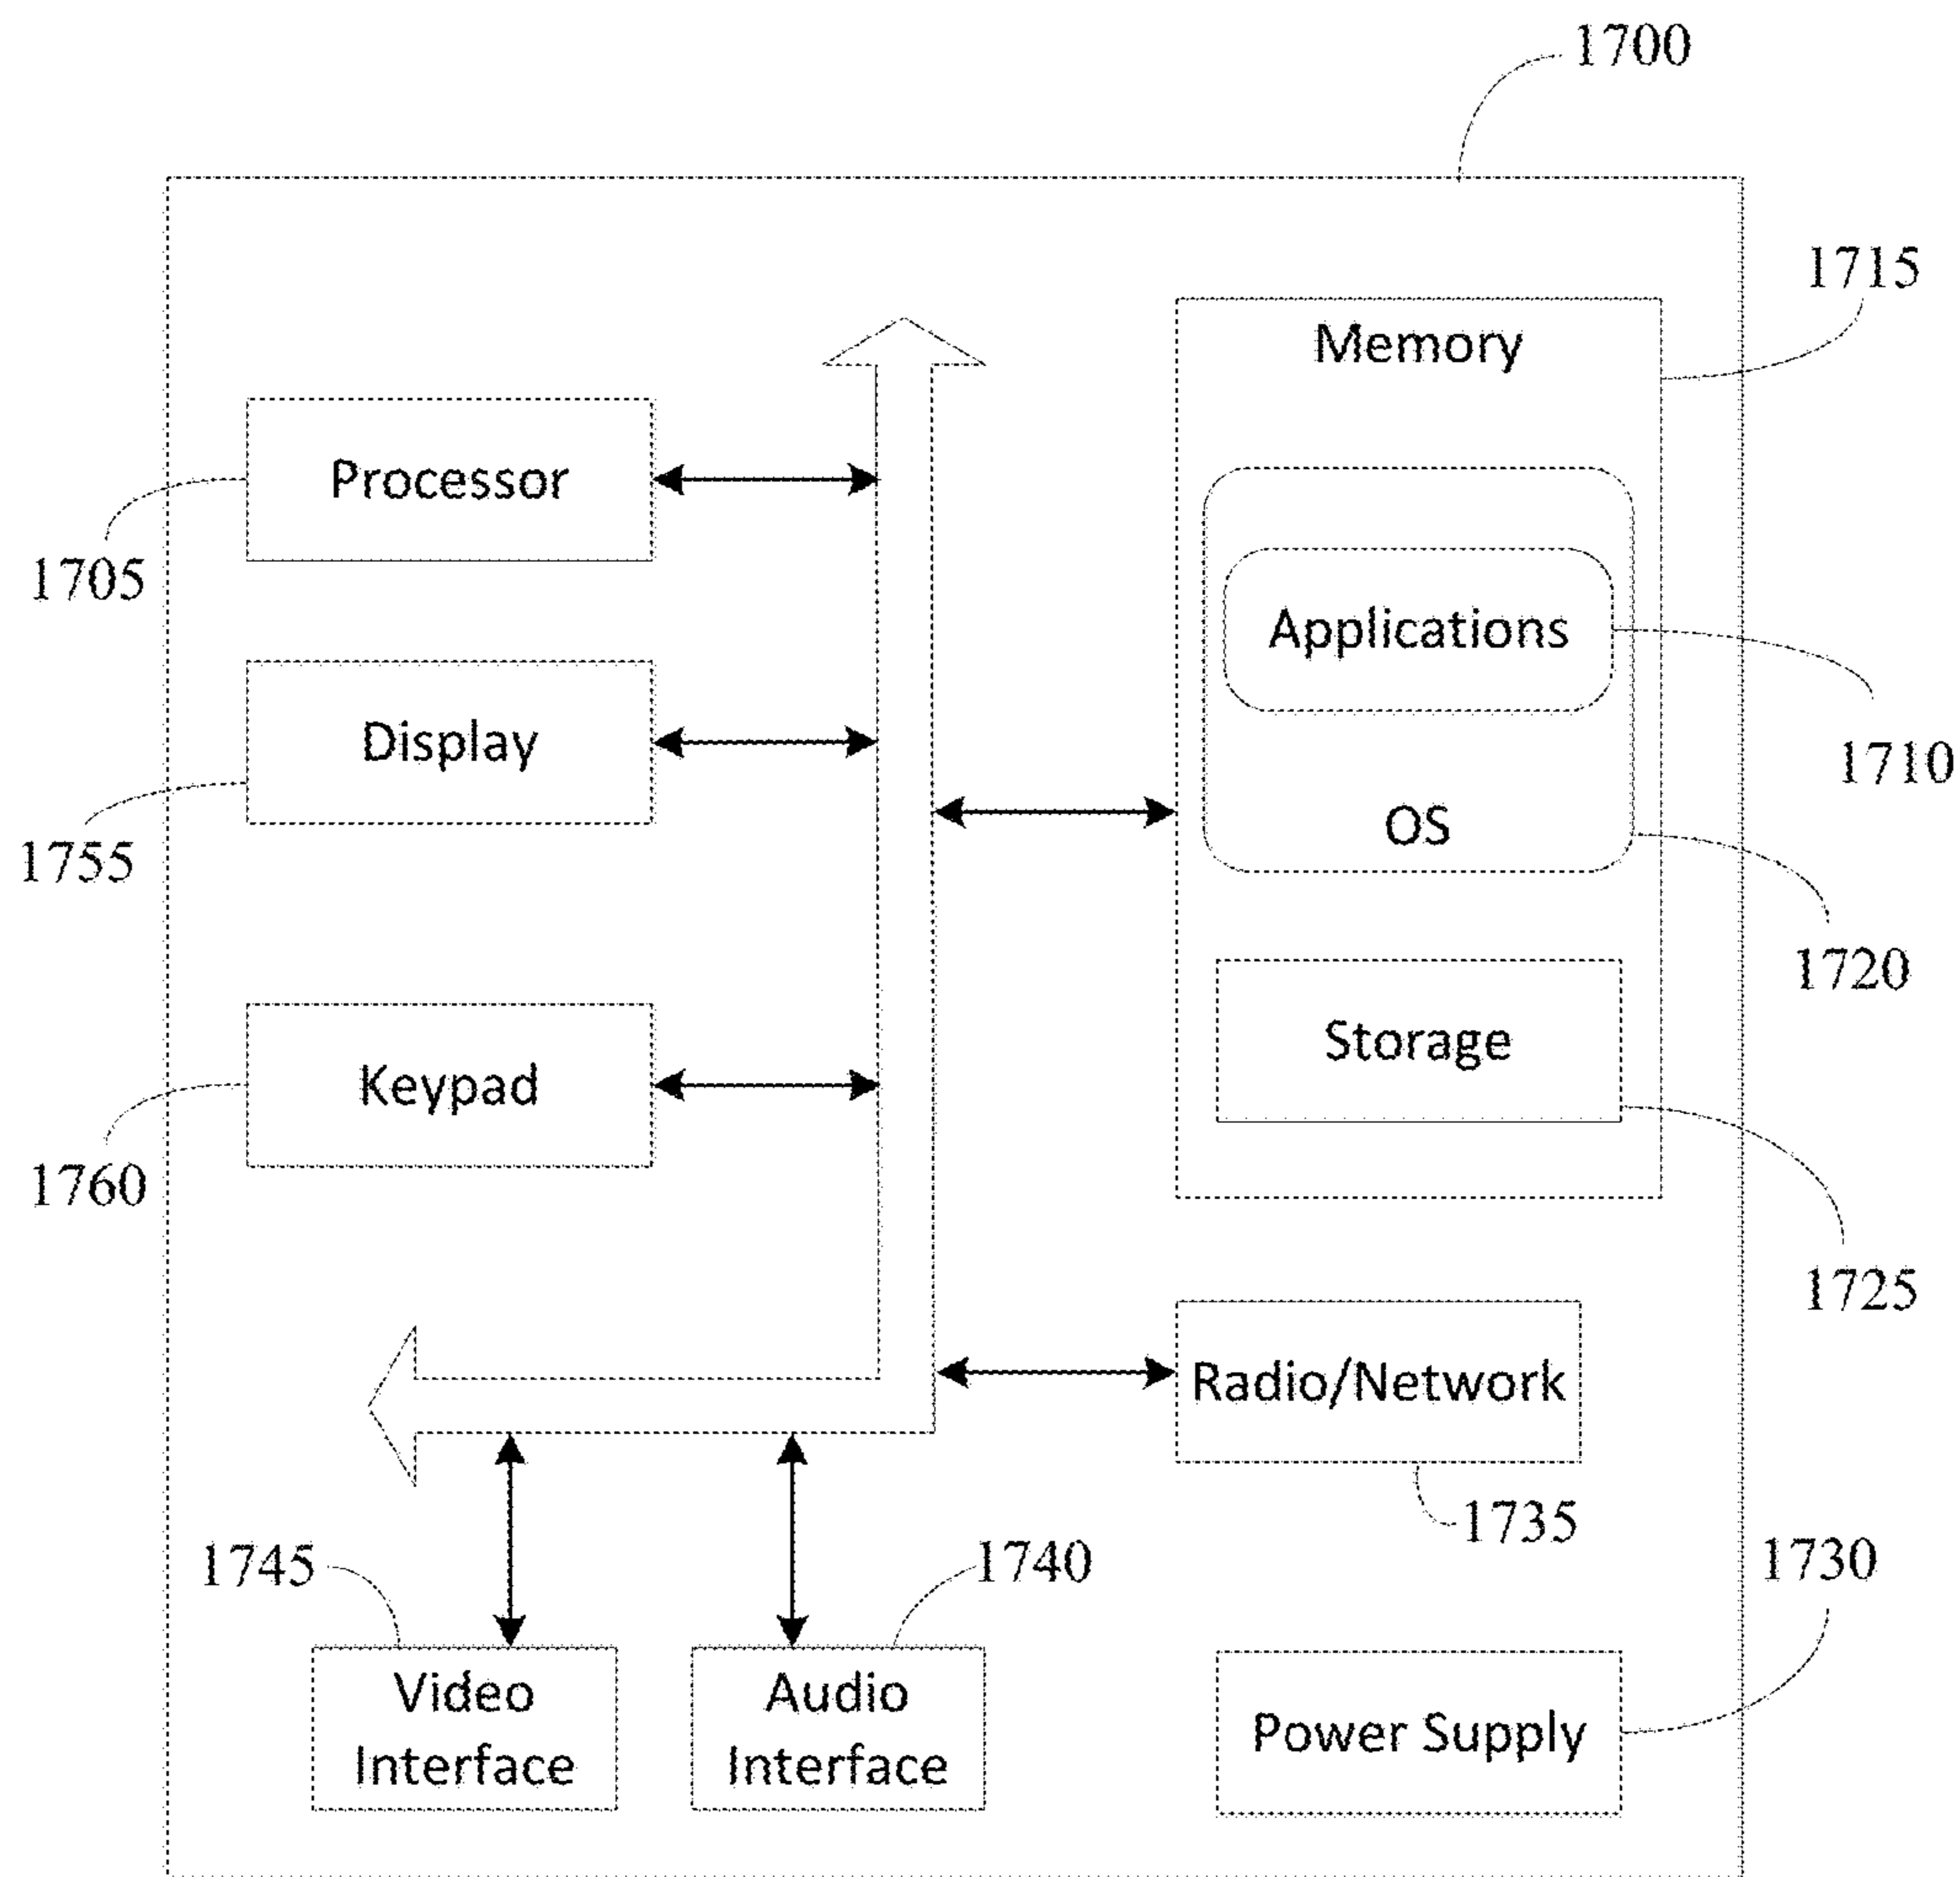 1700
1715
Memory
Processor
1705
Applications
Display
1710
1755
OS
1720
Storage
Keypad
1760
1725
Radio/Network
1735
1745
1740
1730
Video
Interface
Audio
Interface
Power Supply